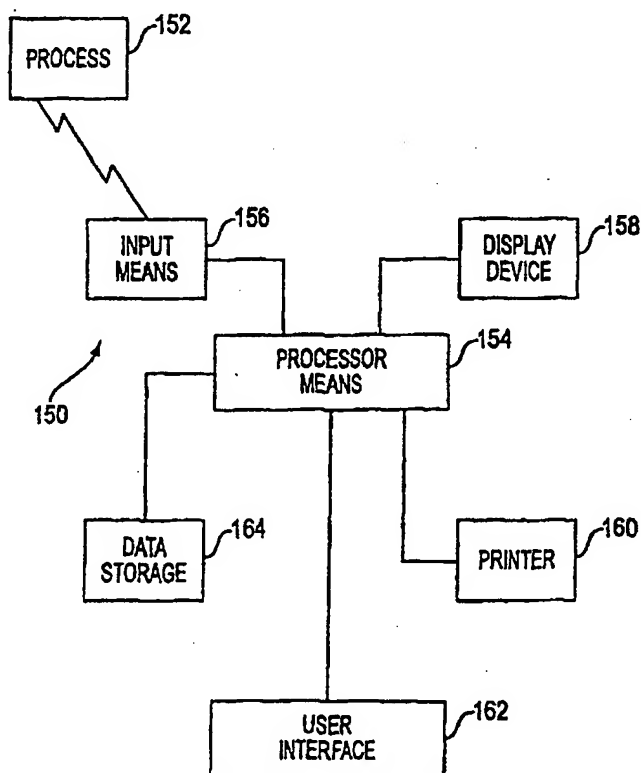 152
PROCESS
156
INPUT
MEANS
158
DISPLAY
DEVICE
154
PROCESSOR
MEANS
150
164
DATA
STORAGE
160
PRINTER
162
USER
INTERFACE